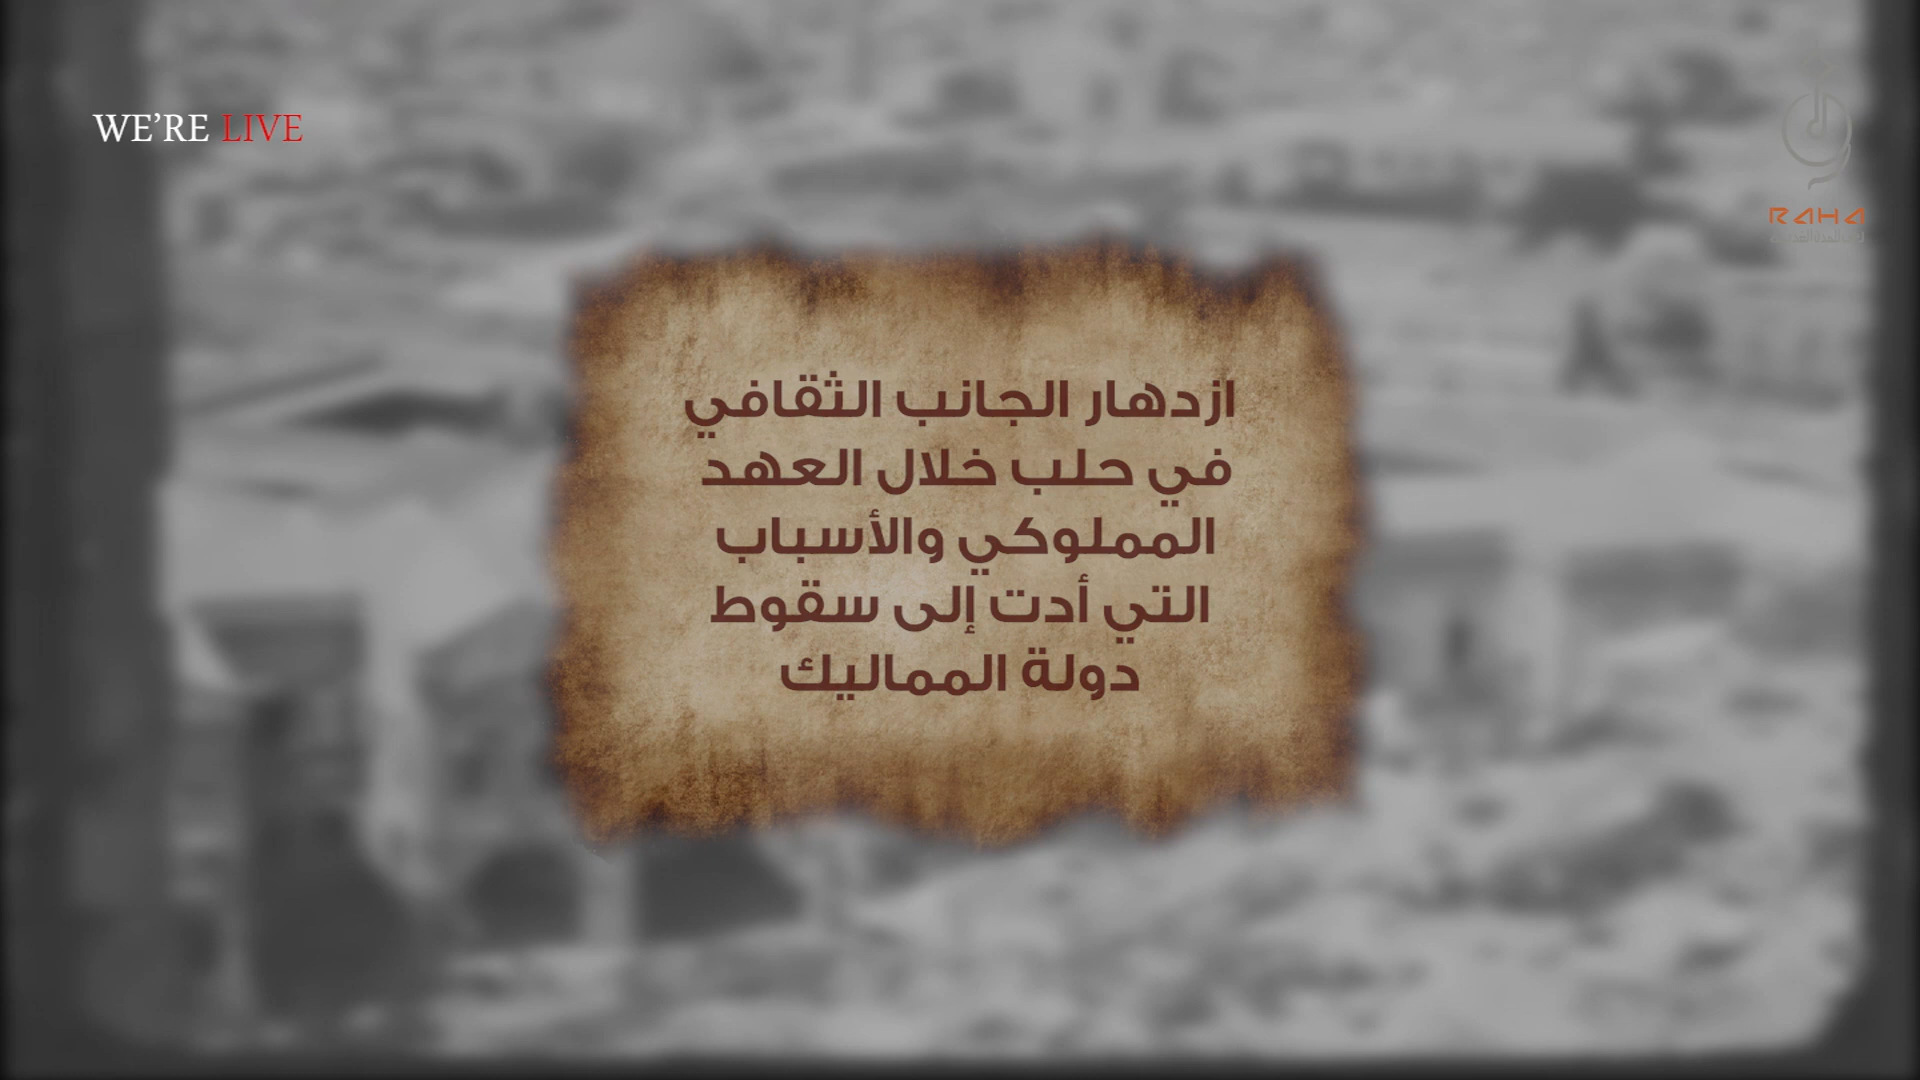 WE'RE LIVE
RAHA
ازدهار الجانب الثقافي
في حلب خلال العهد
المملوكي والأسباب
التي أدت إلى سقوط
دولة المماليك